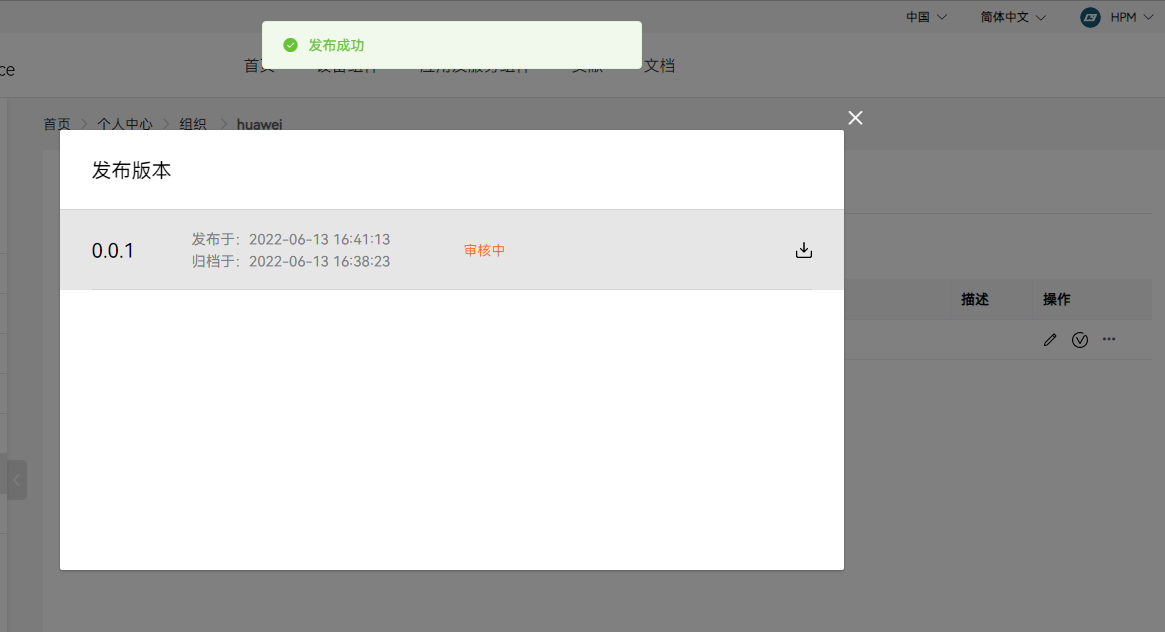 中国 简体中文 HPM
发布成功
ce
首页 文档
首页 个人中心 组织 huawei
发布版本
0.0.1
发布于: 2022-06-13 16:41:13
归档于: 2022-06-13 16:38:23
审核中
描述 操作